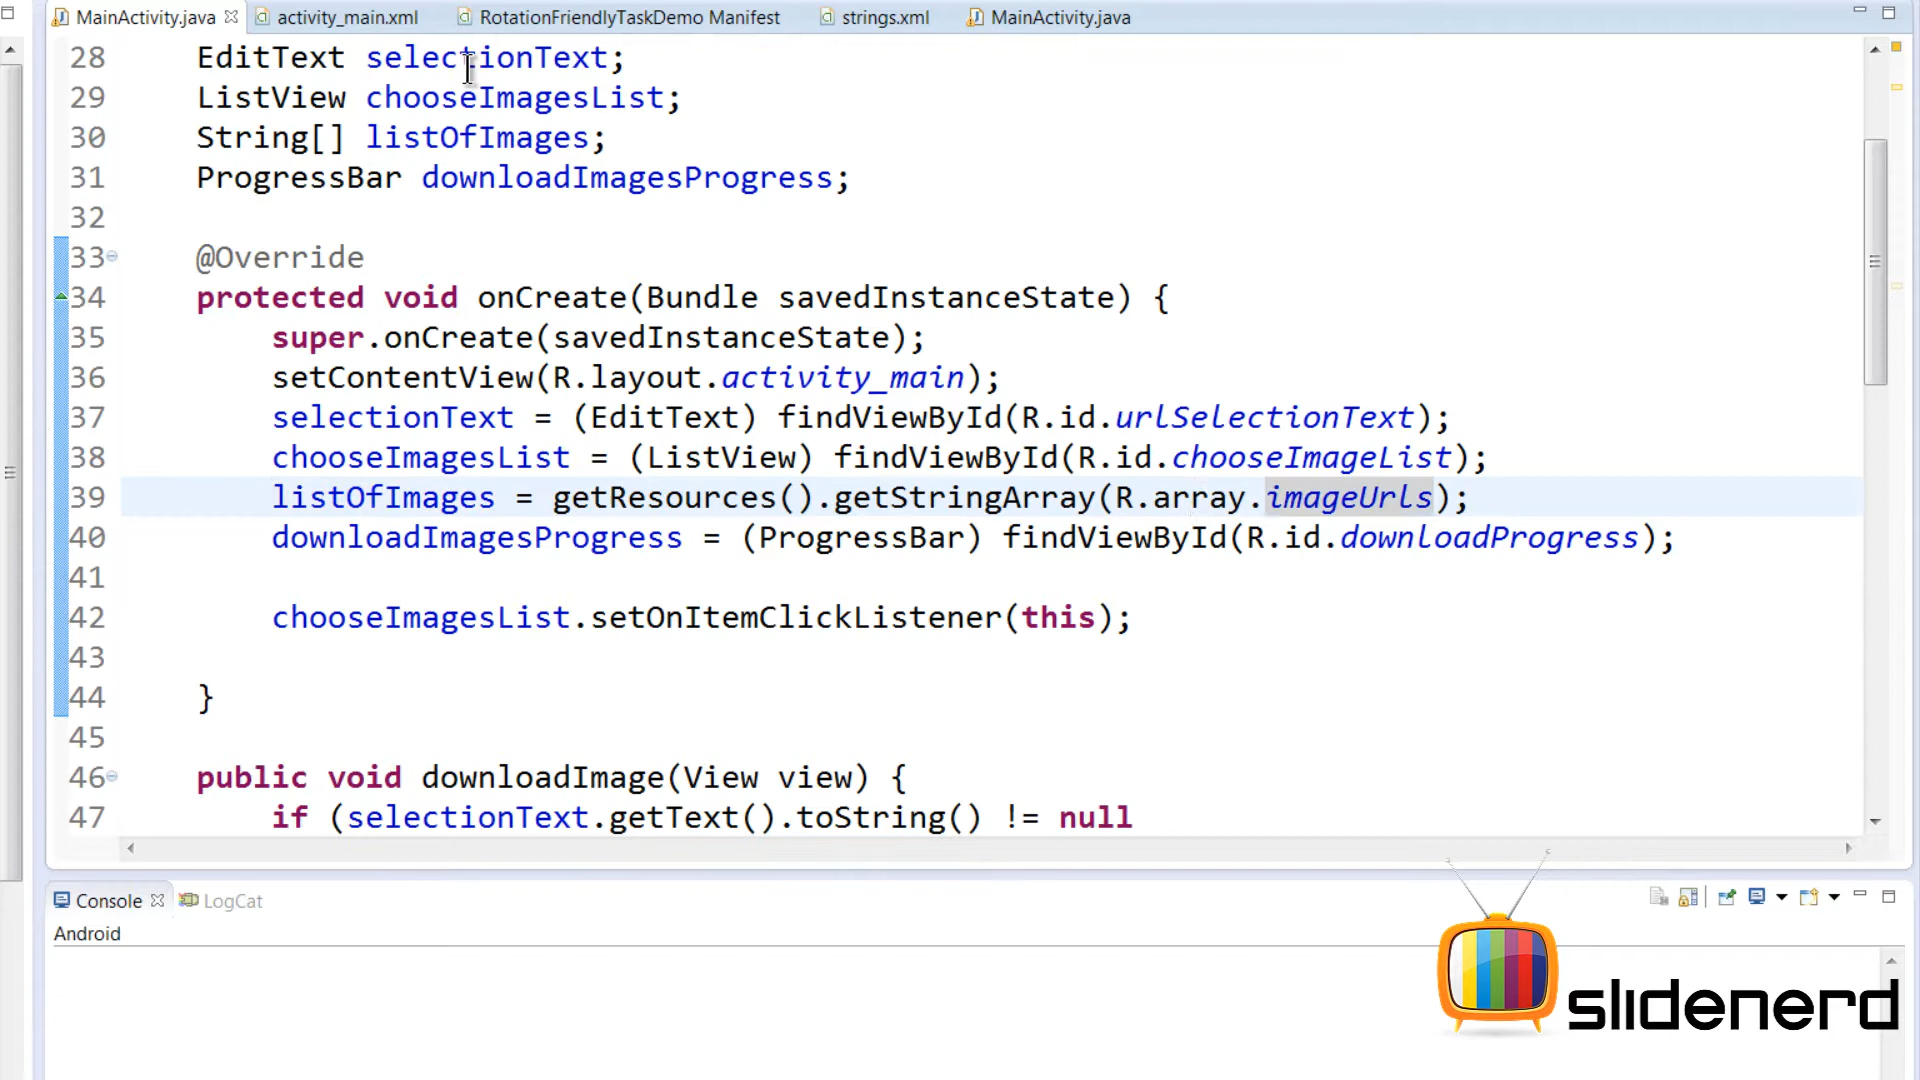 MainActivity.java activity_main.xml RotationFriendlyTaskDemo Manifest strings.xml MainActivity.java
28 EditText selectionText;
29 ListView chooseImagesList;
30 String[] listOfImages;
31 ProgressBar downloadImagesProgress;
32
33 @Override
34 protected void onCreate(Bundle savedInstanceState) {
35 super.onCreate(savedInstanceState);
36 setContentView(R.layout.activity_main);
37 selectionText = (EditText) findViewById(R.id.urlSelectionText);
38 chooseImagesList = (ListView) findViewById(R.id.chooseImageList);
39 listOfImages = getResources().getStringArray(R.array.imageUrls);
40 downloadImagesProgress = (ProgressBar) findViewById(R.id.downloadProgress);
41
42 chooseImagesList.setOnItemClickListener(this);
43
44 }
45
46 public void downloadImage(View view) {
47 if (selectionText.getText().toString() != null
Console LogCat
Android
slidenerd